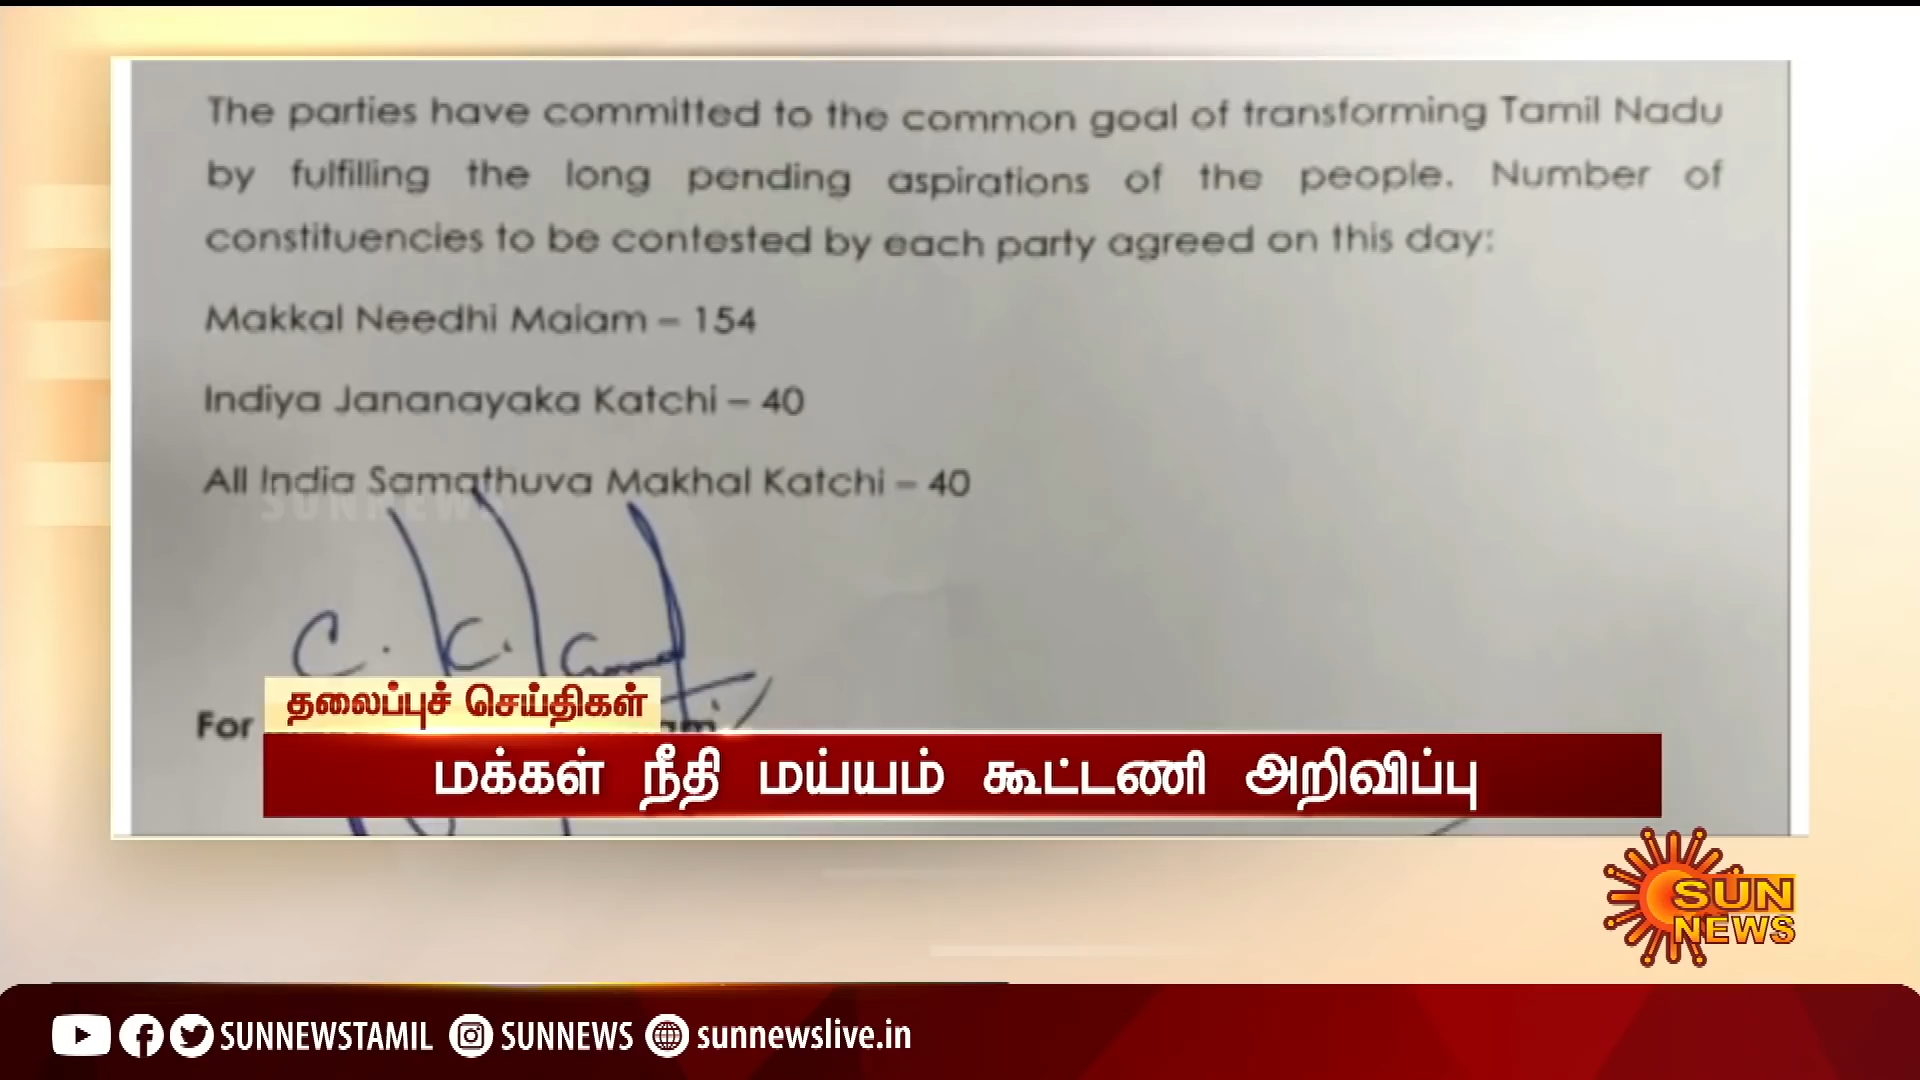 The parties have committed to the common goal of transforming Tamil Nadu
by fulfilling the long pending aspirations of the people. Number of
constituencies to be contested by each party agreed on this day:
Makkal Needhi Maiam – 154
Indiya Jananayaka Katchi – 40
All India Samathuva Makhal Katchi – 40
SUNNEWS
For
தலைப்புச் செய்திகள்
மக்கள் நீதி மய்யம் கூட்டணி அறிவிப்பு
SUN
NEWS
SUNNEWSTAMIL SUNNEWS sunnewslive.in